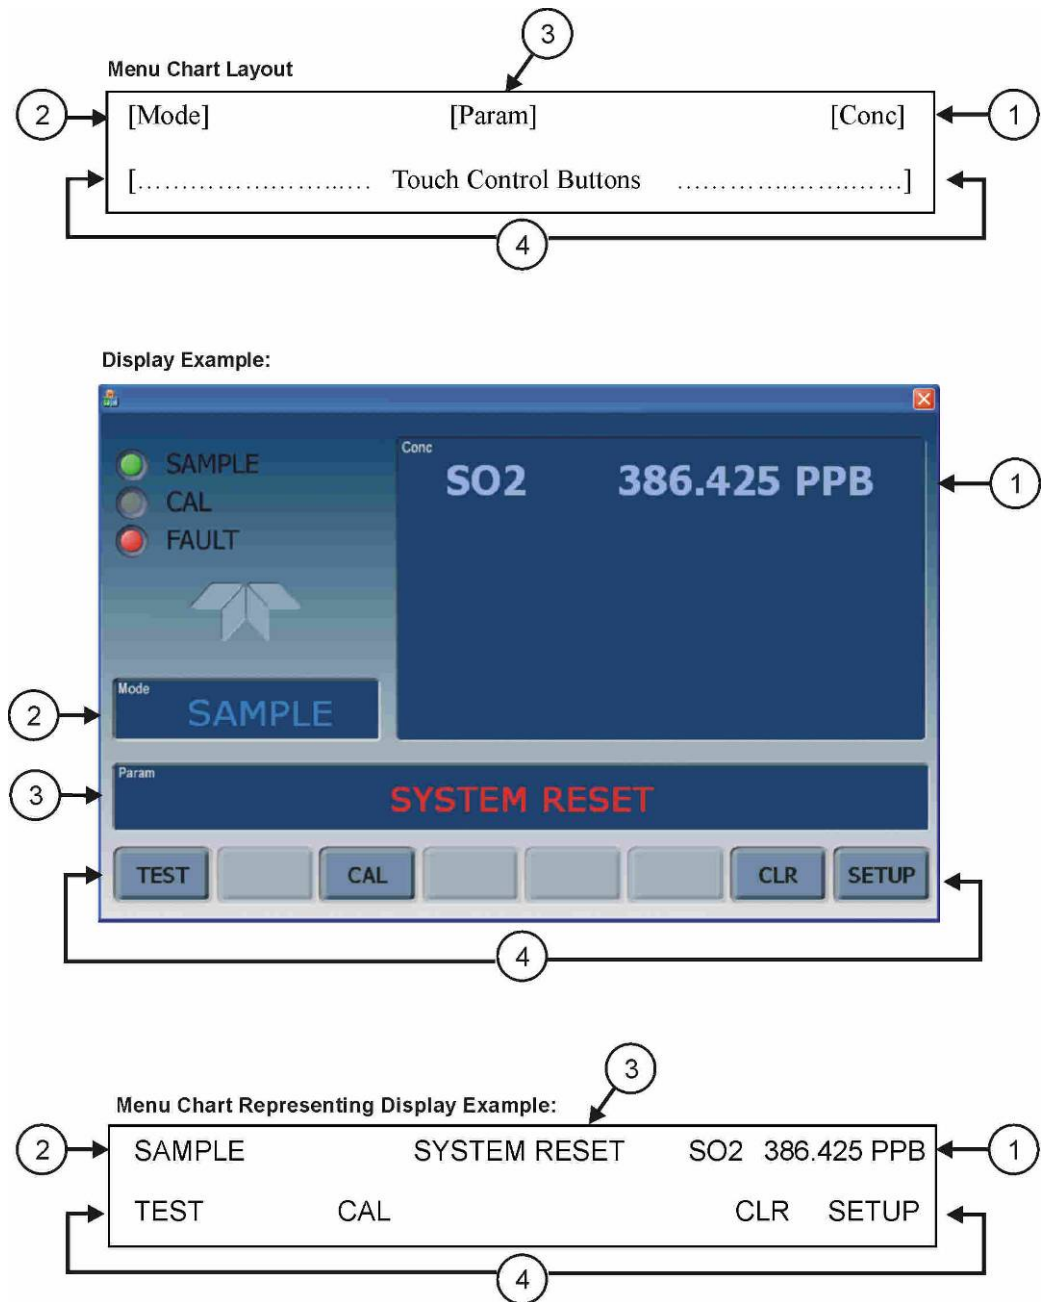 3
Menu Chart Layout
2 [Mode] [Param] [Conc] 1
[........................ Touch Control Buttons ........................]
4
Display Example:
SAMPLE
CAL
FAULT
Conc
SO2 386.425 PPB
1
Mode
2 SAMPLE
Param
3 SYSTEM RESET
TEST CAL CLR SETUP
4
3
Menu Chart Representing Display Example:
2 SAMPLE SYSTEM RESET SO2 386.425 PPB 1
TEST CAL CLR SETUP
4